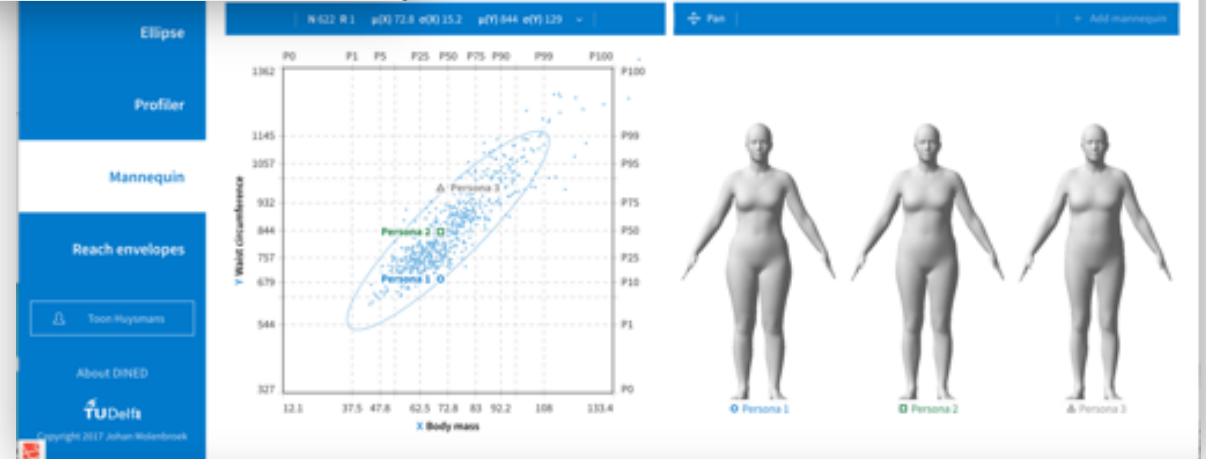 Ellipse
Profiler
Mannequin
Reach envelopes
Toon Huysmans
About DINED
TUDelft
Copyright 2017 Johan Molenbroek
N 622 R 1 μ(X) 72.8 σ(X) 15.2 μ(Y) 844 σ(Y) 129
P0 P1 P5 P25 P50 P75 P90 P99 P100
1362 P100
1145 P99
1057 P95
932 P75
844 P50
757 P25
679 P10
544 P1
327 P0
Y Waist circumference
Persona 3
Persona 2
Persona 1
12.1 37.5 47.8 62.5 72.8 83 92.2 108 133.4
X Body mass
Pan
+ Add mannequin
Persona 1 Persona 2 Persona 3